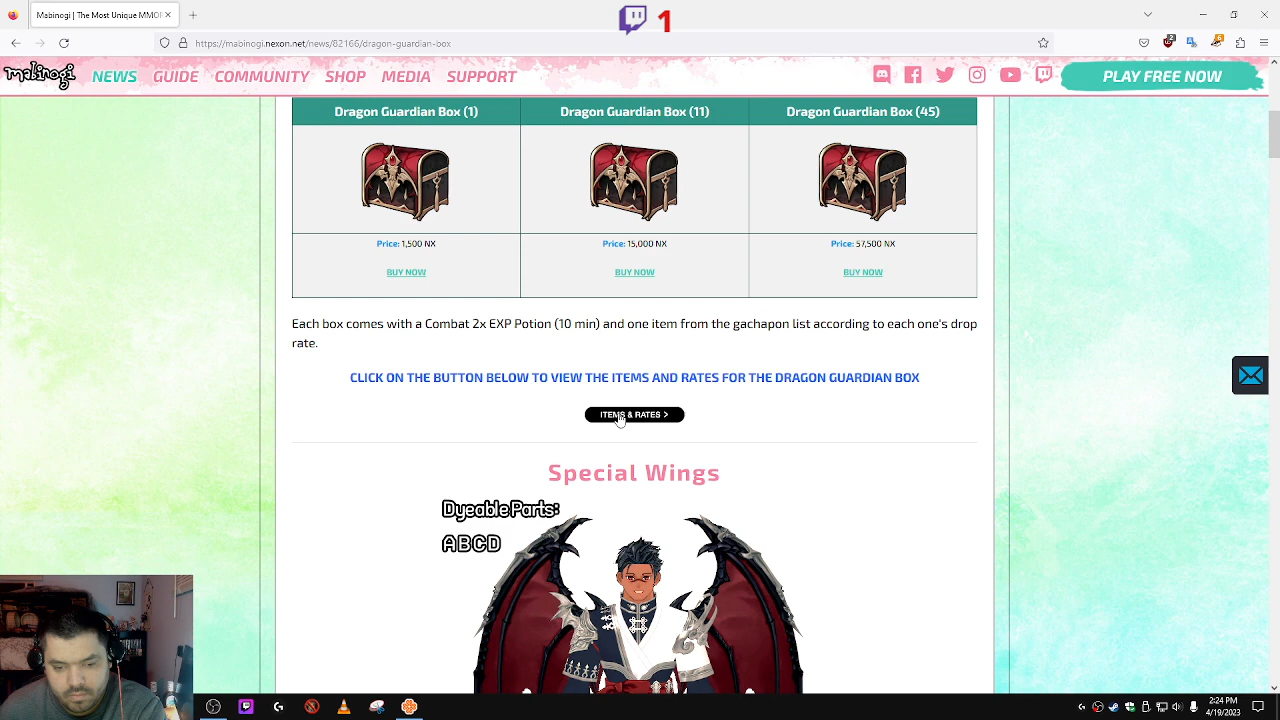 Mabinogi | The Most Unique MMOR
1
https://mabinogi.nexon.net/news/82166/dragon-guardian-box
mabinogi
NEWS
GUIDE
COMMUNITY
SHOP
MEDIA
SUPPORT
PLAY FREE NOW
Dragon Guardian Box (1)
Dragon Guardian Box (11)
Dragon Guardian Box (45)
Price: 1,500 NX
Price: 15,000 NX
Price: 57,500 NX
BUY NOW
BUY NOW
BUY NOW
Each box comes with a Combat 2x EXP Potion (10 min) and one item from the gachapon list according to each one's drop
rate.
CLICK ON THE BUTTON BELOW TO VIEW THE ITEMS AND RATES FOR THE DRAGON GUARDIAN BOX
ITEMS & RATES >
Special Wings
Dyeable Parts:
A B C D
2:24 PM
4/19/2023